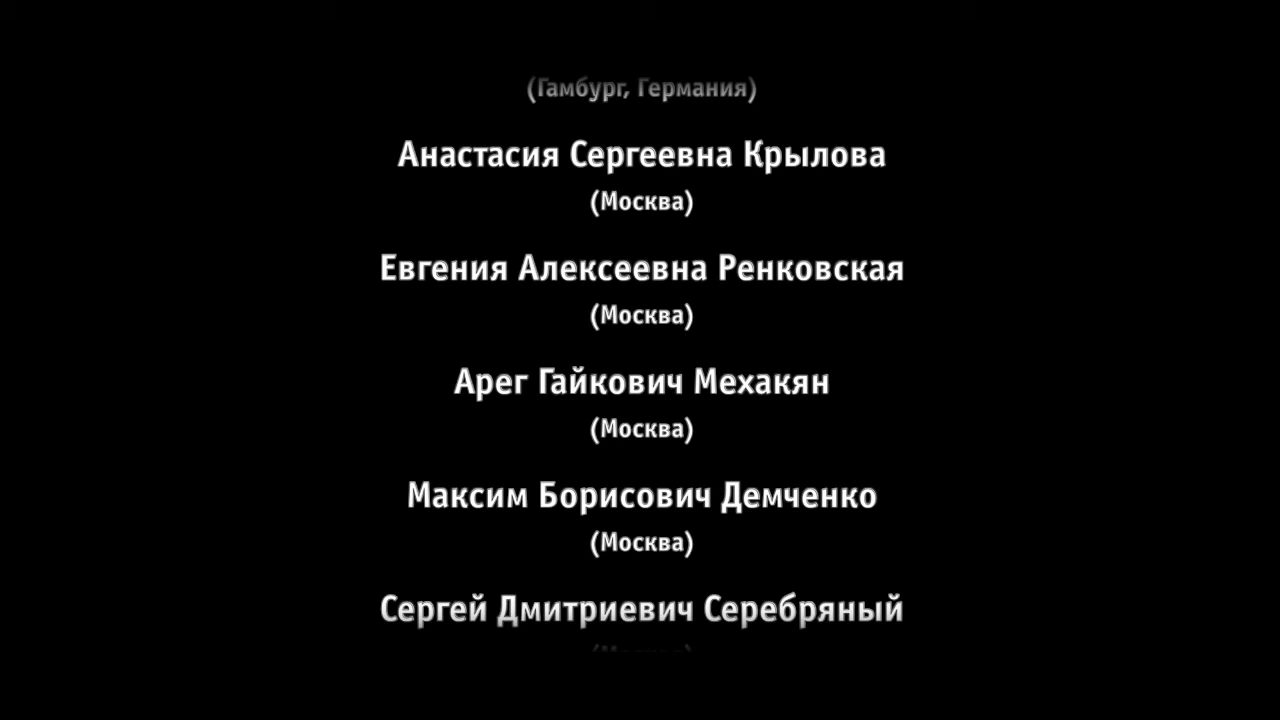 (Гамбург, Германия)
Анастасия Сергеевна Крылова
(Москва)
Евгения Алексеевна Ренковская
(Москва)
Арег Гайкович Мехакян
(Москва)
Максим Борисович Демченко
(Москва)
Сергей Дмитриевич Серебряный